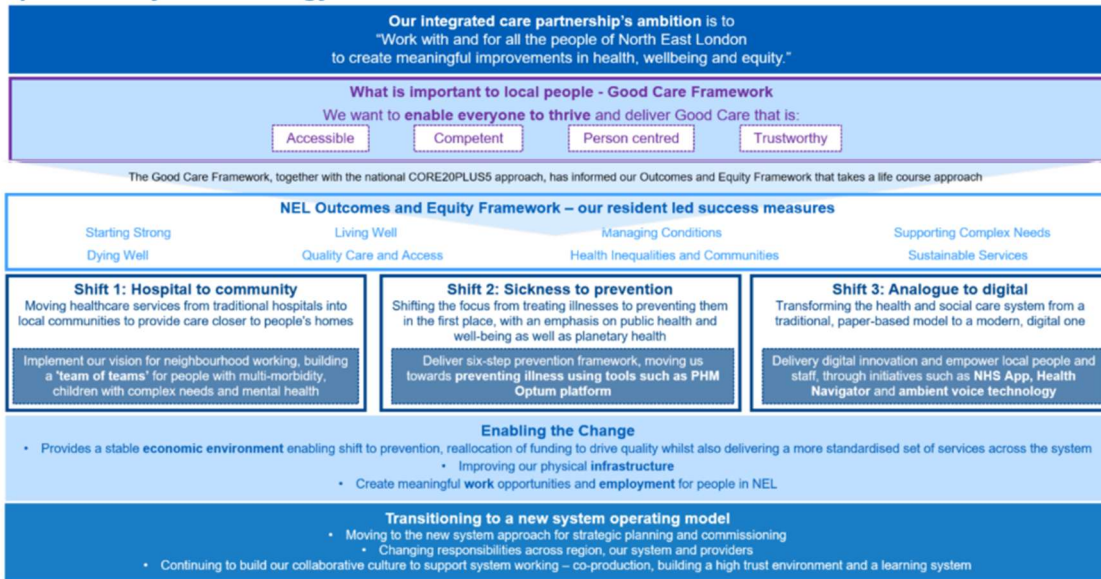 Our integrated care partnership's ambition is to
"Work with and for all the people of North East London
to create meaningful improvements in health, wellbeing and equity."
What is important to local people - Good Care Framework
We want to enable everyone to thrive and deliver Good Care that is:
Accessible
Competent
Person centred
Trustworthy
The Good Care Framework, together with the national CORE20PLUS5 approach, has informed our Outcomes and Equity Framework that takes a life course approach
NEL Outcomes and Equity Framework – our resident led success measures
Starting Strong
Living Well
Managing Conditions
Supporting Complex Needs
Dying Well
Quality Care and Access
Health Inequalities and Communities
Sustainable Services
Shift 1: Hospital to community
Moving healthcare services from traditional hospitals into
local communities to provide care closer to people's homes
Implement our vision for neighbourhood working, building
a 'team of teams' for people with multi-morbidity,
children with complex needs and mental health
Shift 2: Sickness to prevention
Shifting the focus from treating illnesses to preventing them
in the first place, with an emphasis on public health and
well-being as well as planetary health
Deliver six-step prevention framework, moving us
towards preventing illness using tools such as PHM
Optum platform
Shift 3: Analogue to digital
Transforming the health and social care system from a
traditional, paper-based model to a modern, digital one
Delivery digital innovation and empower local people and
staff, through initiatives such as NHS App, Health
Navigator and ambient voice technology
Enabling the Change
• Provides a stable economic environment enabling shift to prevention, reallocation of funding to drive quality whilst also delivering a more standardised set of services across the system
• Improving our physical infrastructure
• Create meaningful work opportunities and employment for people in NEL
Transitioning to a new system operating model
• Moving to the new system approach for strategic planning and commissioning
• Changing responsibilities across region, our system and providers
• Continuing to build our collaborative culture to support system working – co-production, building a high trust environment and a learning system